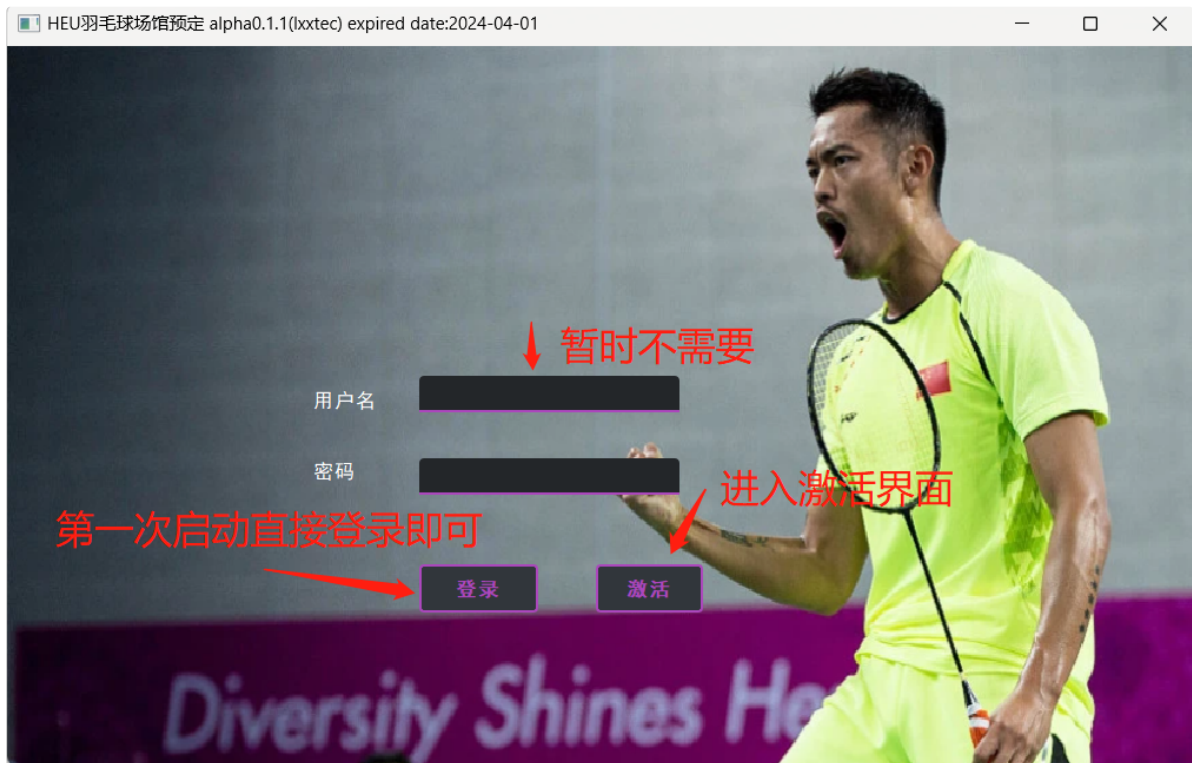 HEU羽毛球场馆预定 alpha0.1.1(lxxtec) expired date:2024-04-01
暂时不需要
用户名
密码
进入激活界面
第一次启动直接登录即可
登录
激活
Diversity Shines He